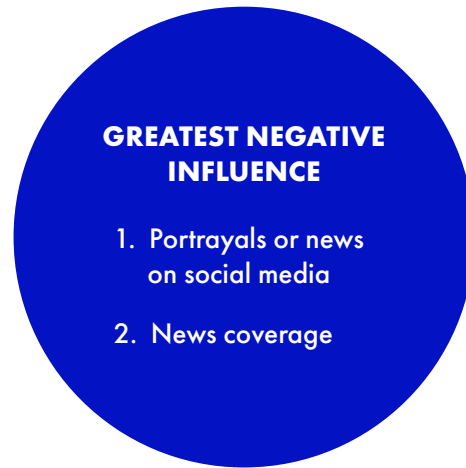 GREATEST NEGATIVE
INFLUENCE
1. Portrayals or news
on social media
2. News coverage